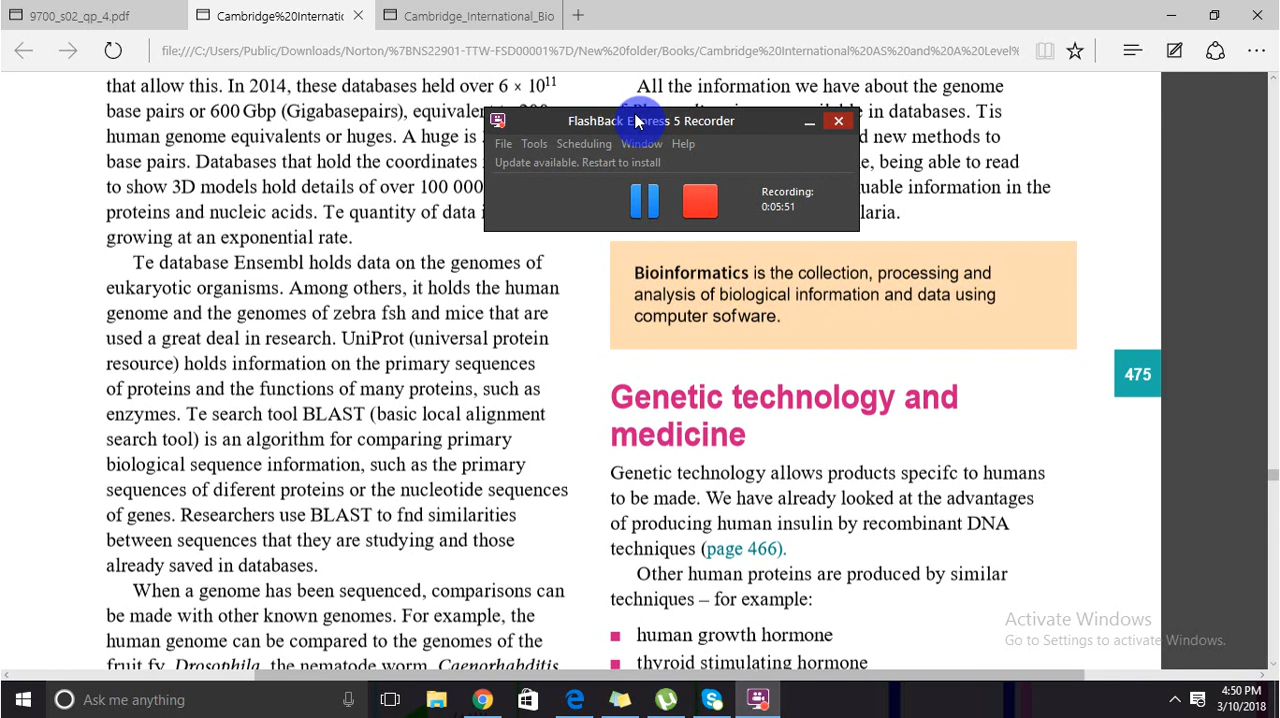 9700_s02_qp_4.pdf
Cambridge%20Internatic
Cambridge_International_Bio
file:///C:/Users/Public/Downloads/Norton/%7BNS22901-TTW-FSD00001%7D/New%20folder/Books/Cambridge%20International%20AS%20and%20A%20Level%
that allow this. In 2014, these databases held over 6 × 10¹¹
base pairs or 600 Gbp (Gigabasepairs), equivalent
human genome equivalents or huges. A huge is
base pairs. Databases that hold the coordinates
to show 3D models hold details of over 100 000
proteins and nucleic acids. Te quantity of data
growing at an exponential rate.
Te database Ensembl holds data on the genomes of
eukaryotic organisms. Among others, it holds the human
genome and the genomes of zebra fsh and mice that are
used a great deal in research. UniProt (universal protein
resource) holds information on the primary sequences
of proteins and the functions of many proteins, such as
enzymes. Te search tool BLAST (basic local alignment
search tool) is an algorithm for comparing primary
biological sequence information, such as the primary
sequences of diferent proteins or the nucleotide sequences
of genes. Researchers use BLAST to fnd similarities
between sequences that they are studying and those
already saved in databases.
When a genome has been sequenced, comparisons can
be made with other known genomes. For example, the
human genome can be compared to the genomes of the
fruit fy, Drosophila, the nematode worm, Caenorhabditis
All the information we have about the genome
in databases. Tis
nd new methods to
e, being able to read
uable information in the
laria.
FlashBack Express 5 Recorder
File Tools Scheduling Window Help
Update available. Restart to install
Recording:
0:05:51
Bioinformatics is the collection, processing and
analysis of biological information and data using
computer sofware.
475
Genetic technology and
medicine
Genetic technology allows products specifc to humans
to be made. We have already looked at the advantages
of producing human insulin by recombinant DNA
techniques (page 466).
Other human proteins are produced by similar
techniques – for example:
■ human growth hormone
■ thyroid stimulating hormone
Activate Windows
Go to Settings to activate Windows.
Ask me anything
4:50 PM
3/10/2018